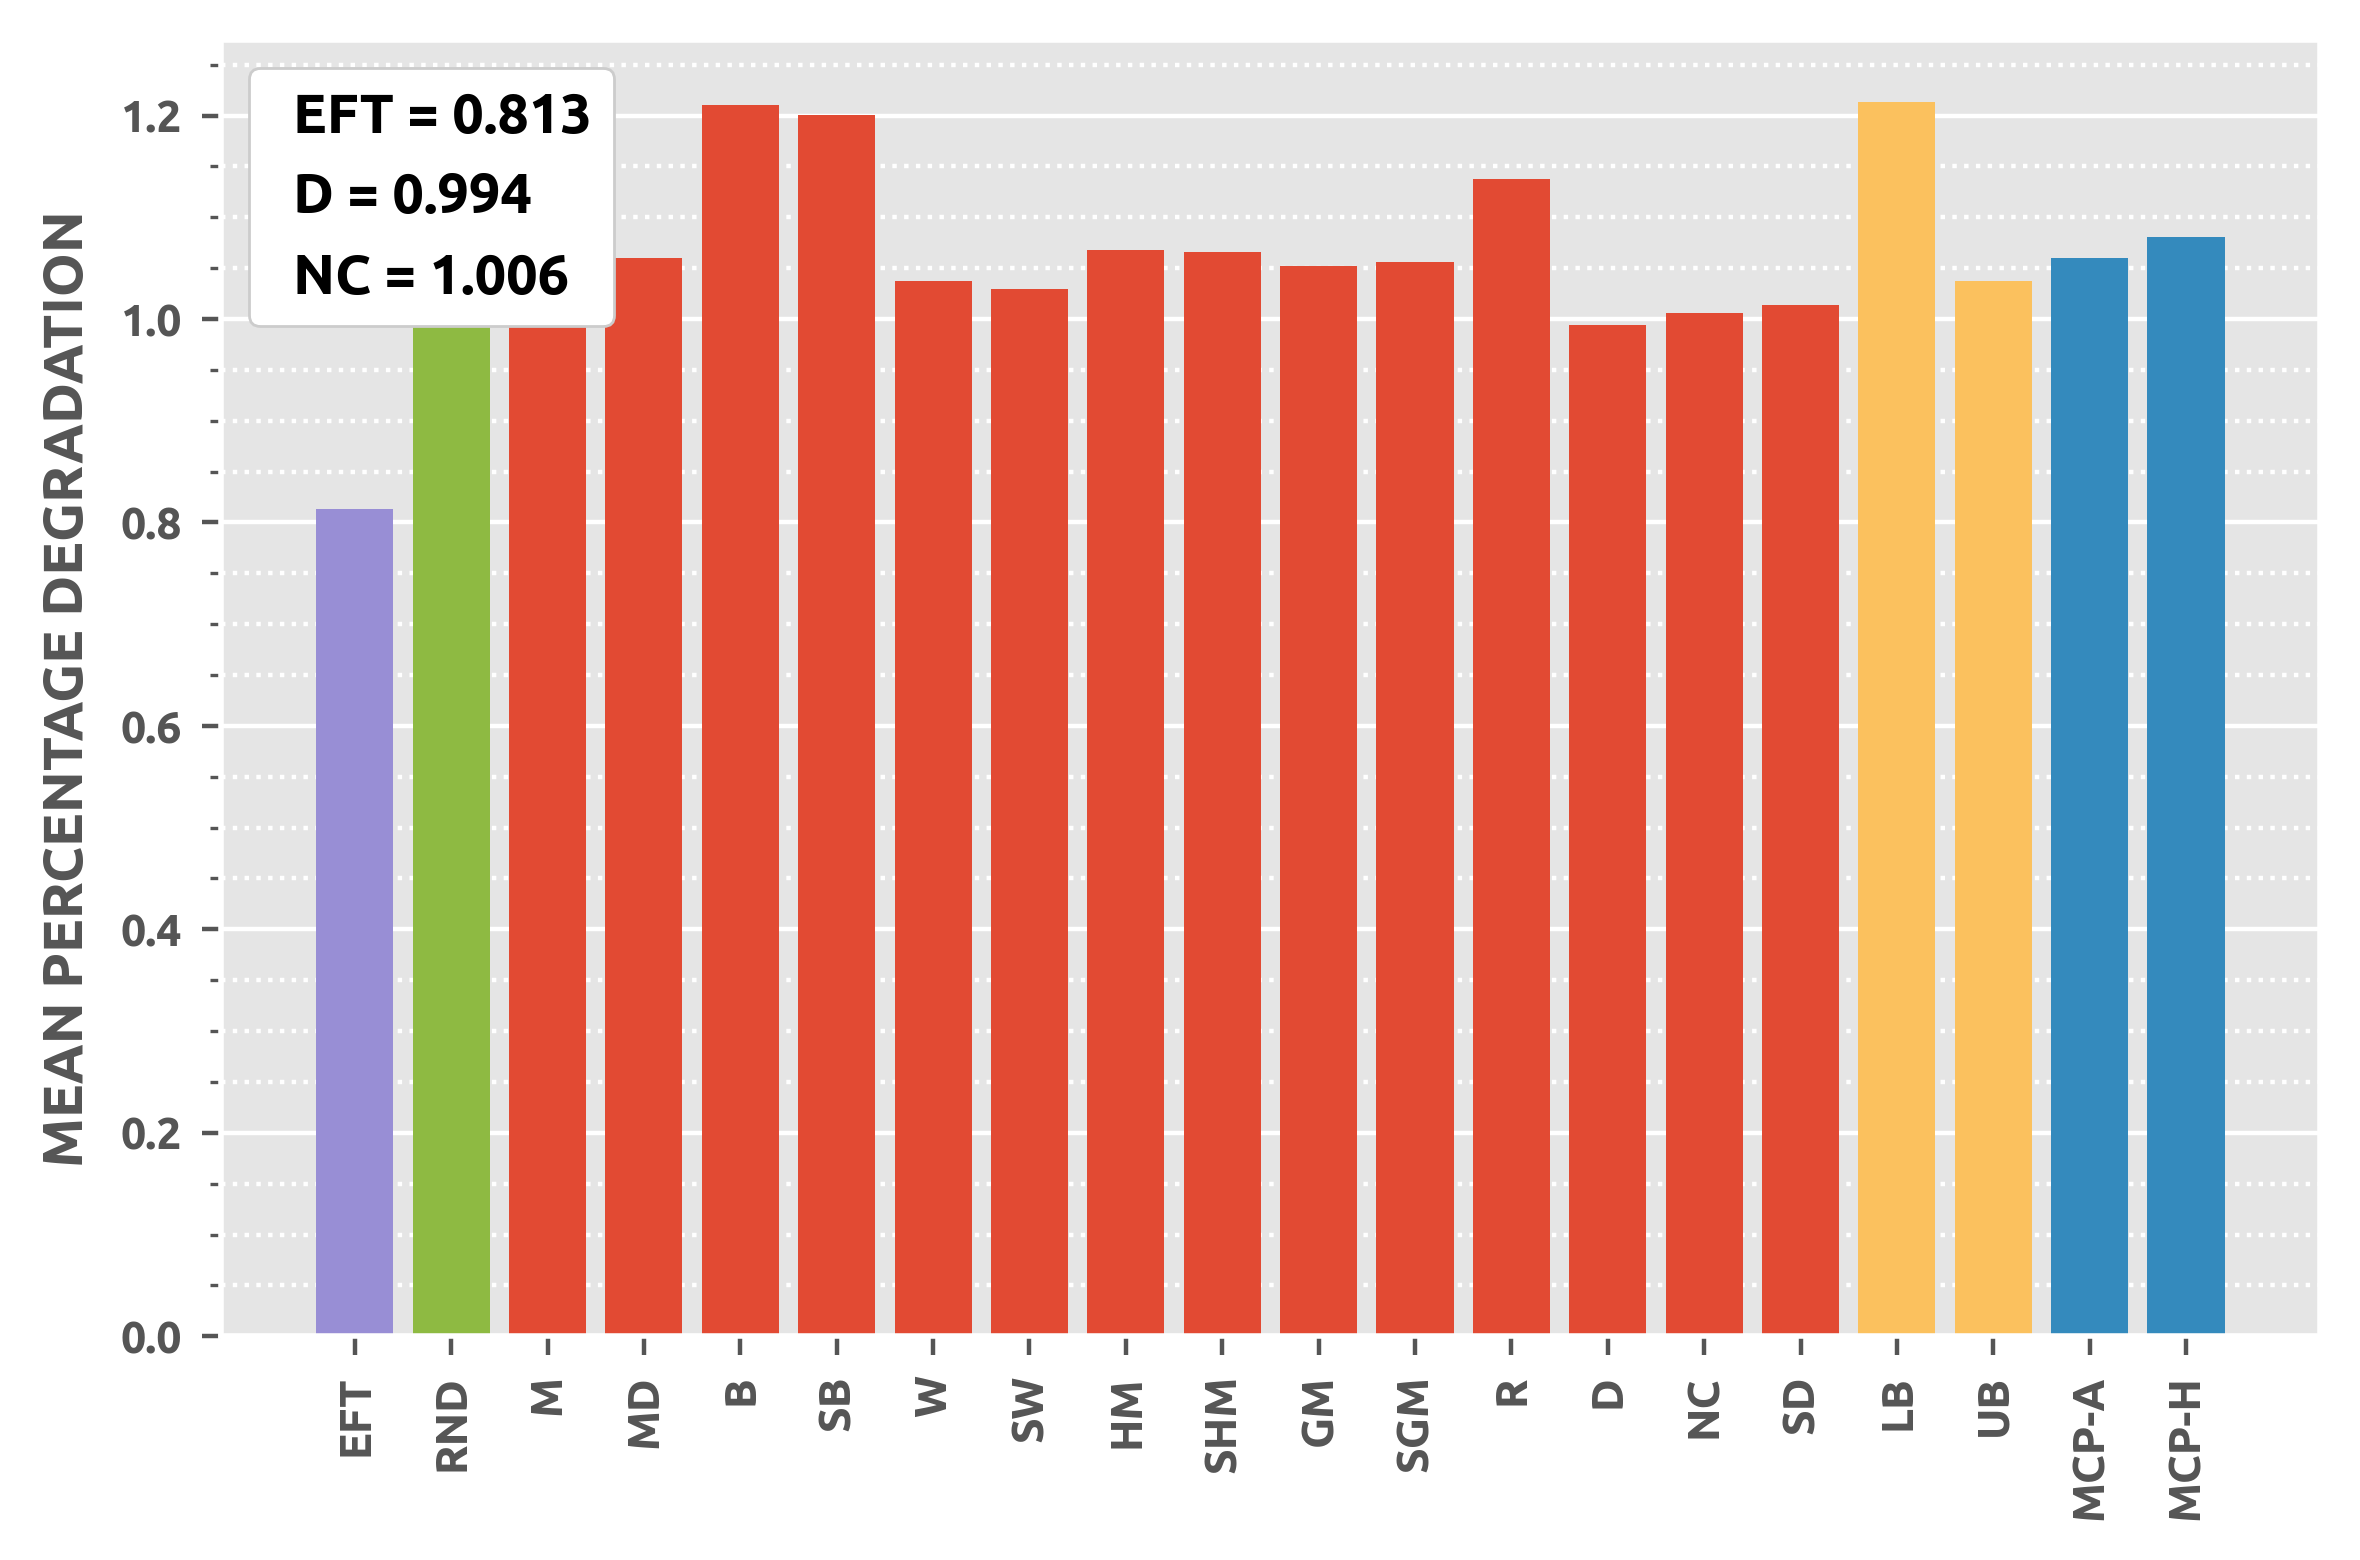 EFT = 0.813
D = 0.994
NC = 1.006
MEAN PERCENTAGE DEGRADATION
1.2
1.0
0.8
0.6
0.4
0.2
0.0
EFT
RND
M
MD
B
SB
W
SW
HM
SHM
GM
SGM
R
D
NC
SD
LB
UB
MCP-A
MCP-H